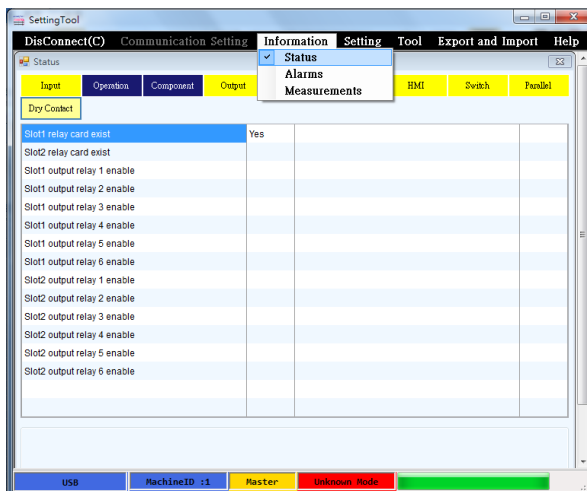 SettingTool
DisConnect(C) Communication Setting Information Setting Tool Export and Import Help
Status
Status
Alarms
Measurements
Input Operation Component Output HMI Switch Parallel
Dry Contact
Slot1 relay card exist Yes
Slot2 relay card exist
Slot1 output relay 1 enable
Slot1 output relay 2 enable
Slot1 output relay 3 enable
Slot1 output relay 4 enable
Slot1 output relay 5 enable
Slot1 output relay 6 enable
Slot2 output relay 1 enable
Slot2 output relay 2 enable
Slot2 output relay 3 enable
Slot2 output relay 4 enable
Slot2 output relay 5 enable
Slot2 output relay 6 enable
USB MachineID :1 Master Unknown Mode